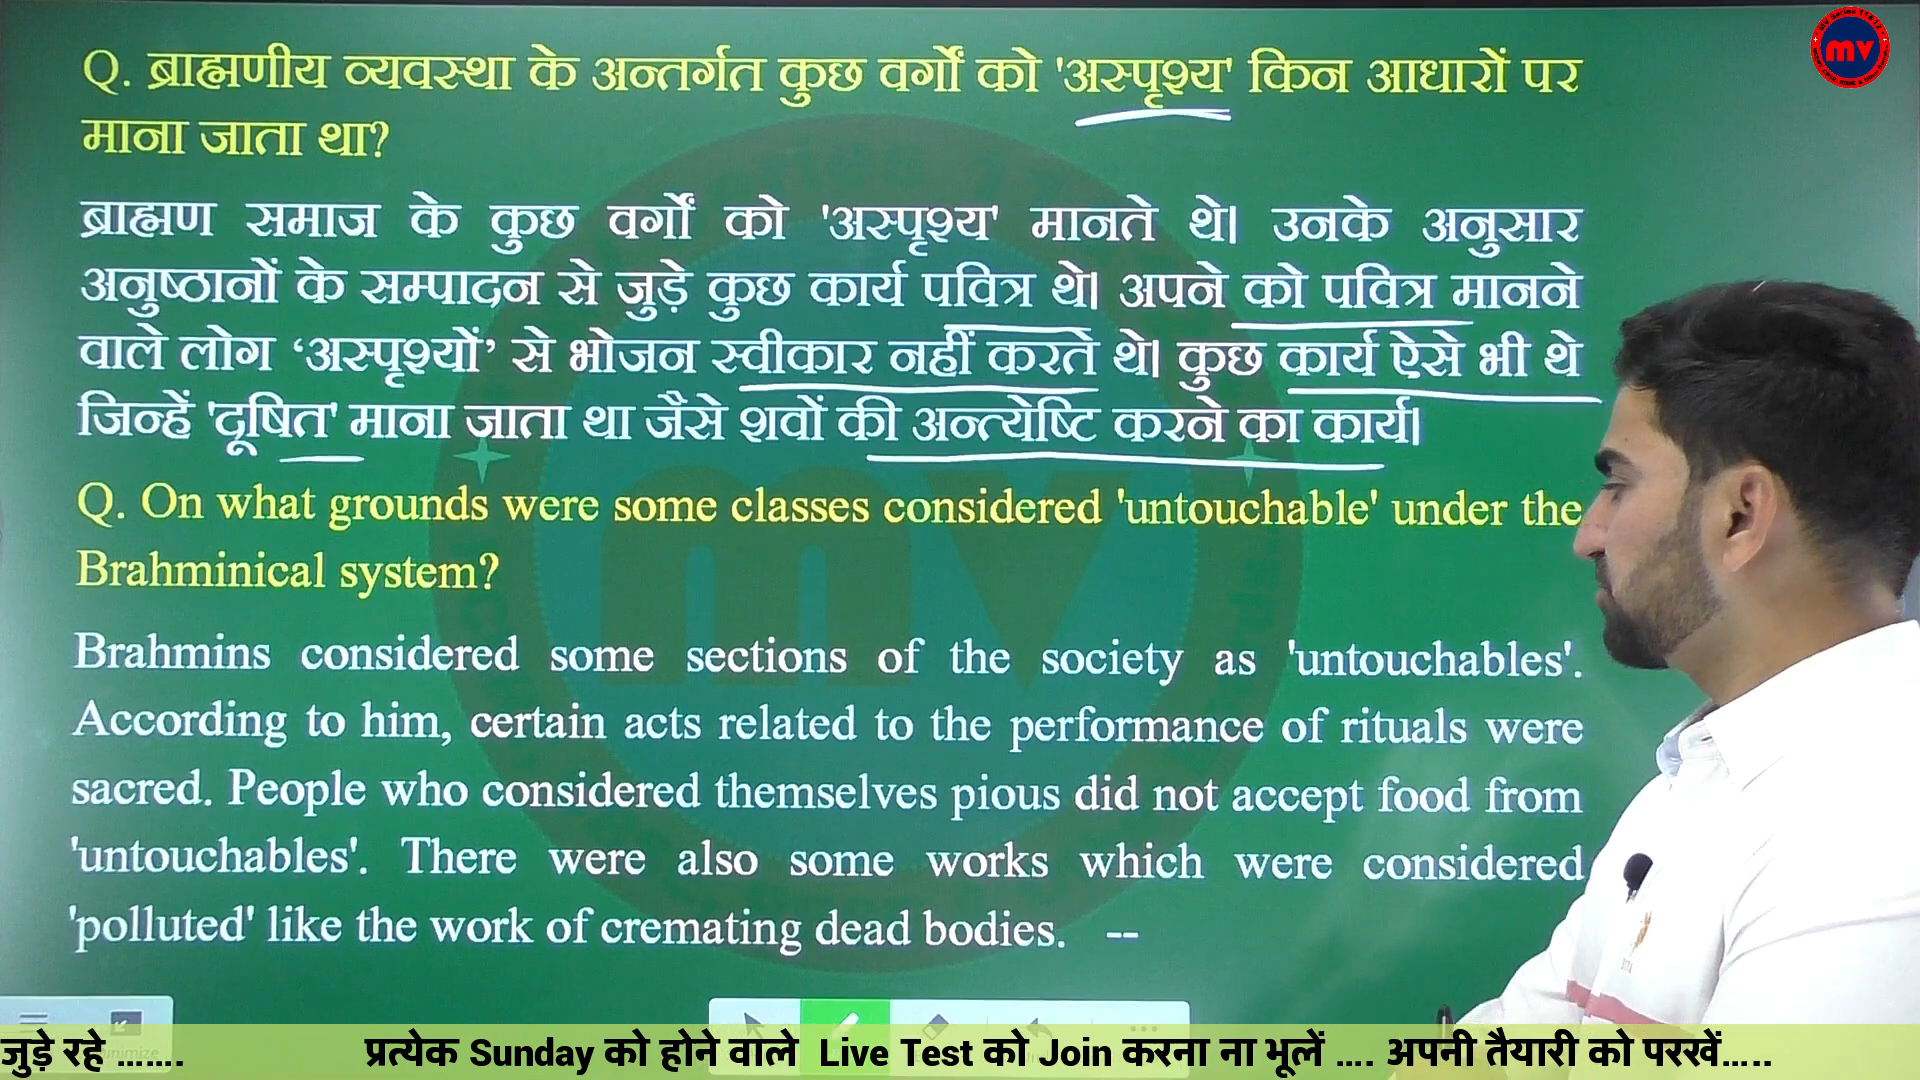 Q. ब्राह्मणीय व्यवस्था के अन्तर्गत कुछ वर्गों को 'अस्पृश्य' किन आधारों पर
माना जाता था?
ब्राह्मण समाज के कुछ वर्गों को 'अस्पृश्य' मानते थे। उनके अनुसार
अनुष्ठानों के सम्पादन से जुड़े कुछ कार्य पवित्र थे। अपने को पवित्र मानने
वाले लोग ‘अस्पृश्यों’ से भोजन स्वीकार नहीं करते थे। कुछ कार्य ऐसे भी थे
जिन्हें 'दूषित' माना जाता था जैसे शवों की अन्त्येष्टि करने का कार्य।
Q. On what grounds were some classes considered 'untouchable' under the
Brahminical system?
Brahmins considered some sections of the society as 'untouchables'.
According to him, certain acts related to the performance of rituals were
sacred. People who considered themselves pious did not accept food from
'untouchables'. There were also some works which were considered
'polluted' like the work of cremating dead bodies. --
mv
जुड़े रहे ....... प्रत्येक Sunday को होने वाले Live Test को Join करना ना भूलें .... अपनी तैयारी को परखें.....